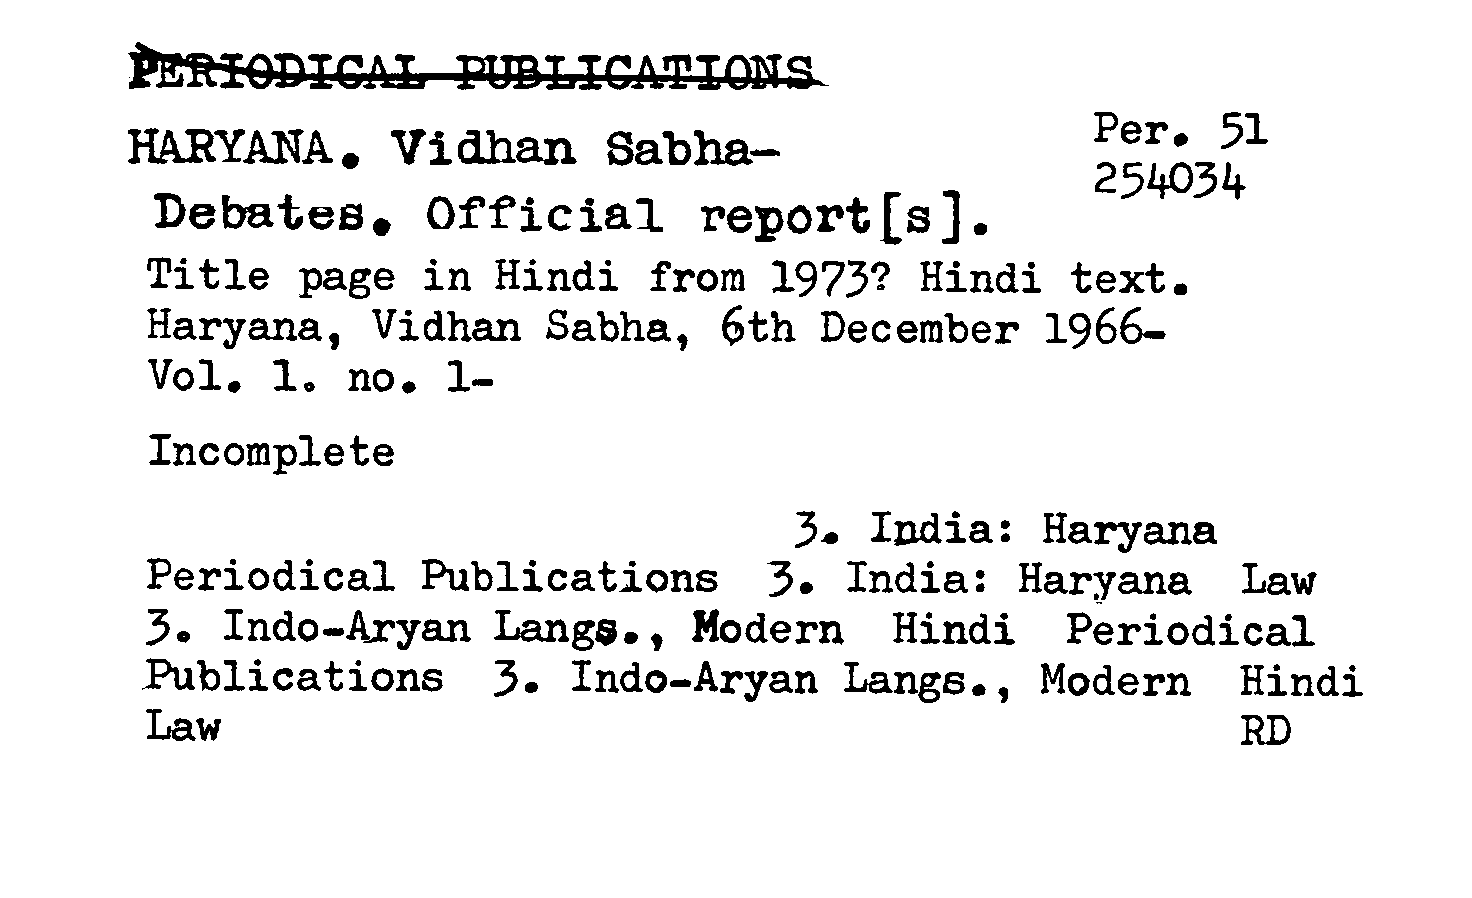 PERIODICAL PUBLICATIONS
HARYANA. Vidhan Sabha-
Per. 51
254034
Debates. Official report[s].
Title page in Hindi from 1973? Hindi text.
Haryana, Vidhan Sabha, 6th December 1966-
Vol. 1. no. 1-
Incomplete
3. India: Haryana
Periodical Publications 3. India: Haryana Law
3. Indo-Aryan Langs., Modern Hindi Periodical
Publications 3. Indo-Aryan Langs., Modern Hindi
Law
RD